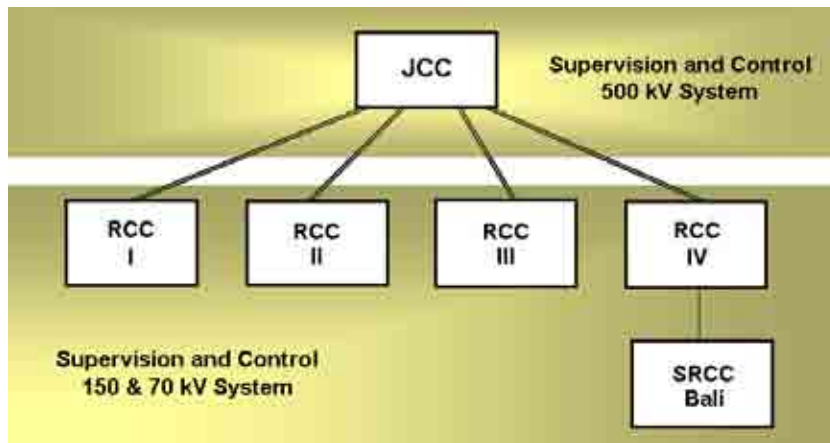 JCC
Supervision and Control
500 kV System
RCC
I
RCC
II
RCC
III
RCC
IV
Supervision and Control
150 & 70 kV System
SRCC
Bali